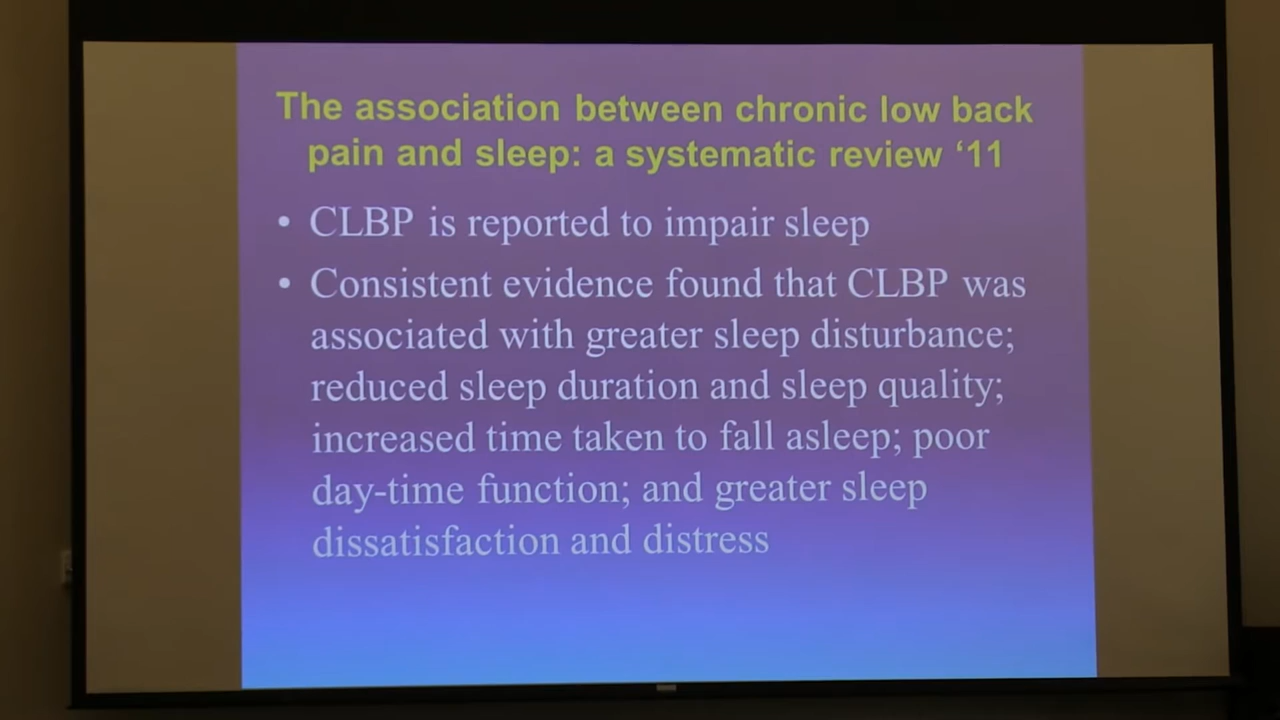 The association between chronic low back
pain and sleep: a systematic review ‘11
• CLBP is reported to impair sleep
• Consistent evidence found that CLBP was
associated with greater sleep disturbance;
reduced sleep duration and sleep quality;
increased time taken to fall asleep; poor
day-time function; and greater sleep
dissatisfaction and distress